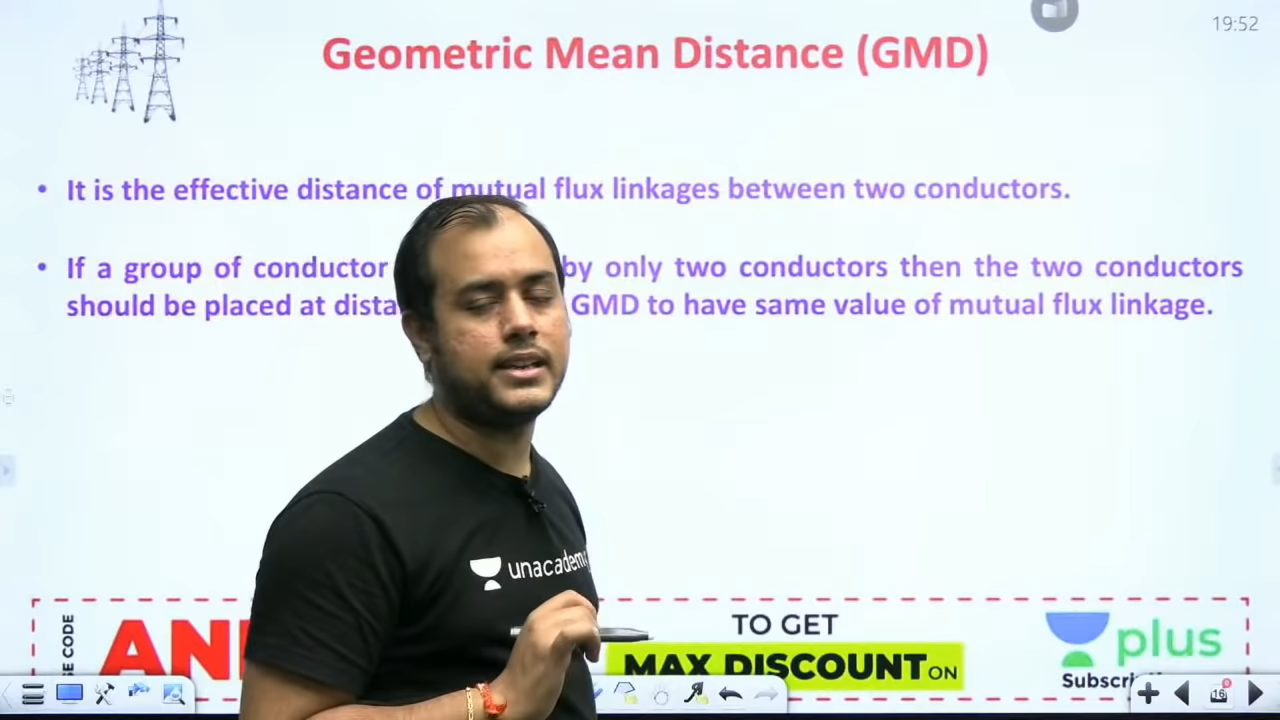 19:52
Geometric Mean Distance (GMD)
• It is the effective distance of mutual flux linkages between two conductors.
• If a group of conductor by only two conductors then the two conductors
should be placed at GMD to have same value of mutual flux linkage.
unacademy
CODE
TO GET
MAX DISCOUNT ON
plus
16